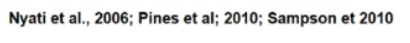 Nyati et al., 2006; Pines et al; 2010; Sampson et 2010